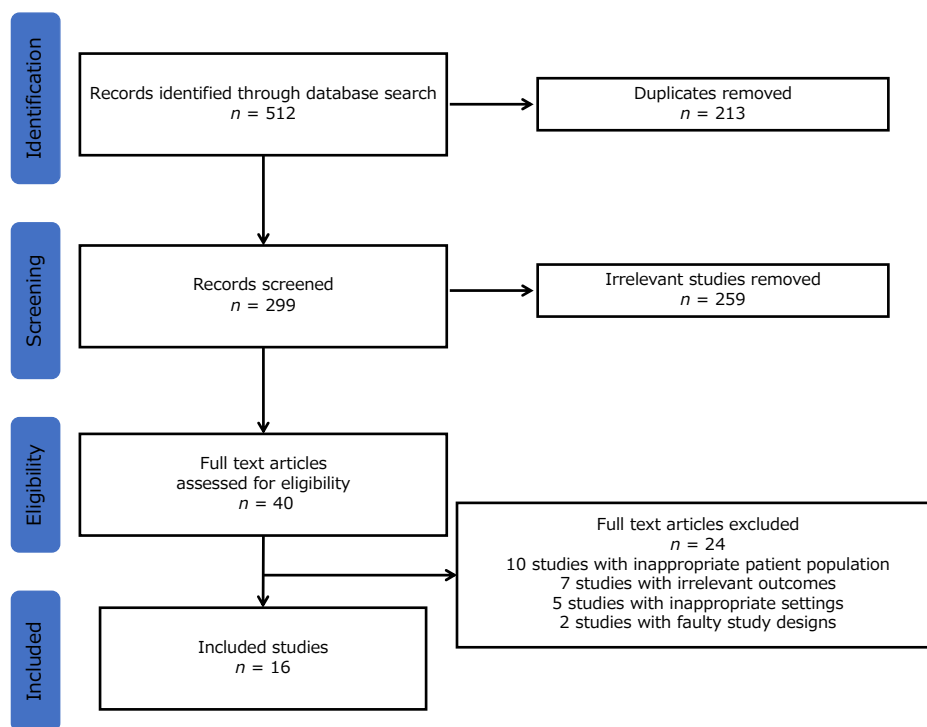 Identification
Records identified through database search
n = 512
Duplicates removed
n = 213
Screening
Records screened
n = 299
Irrelevant studies removed
n = 259
Eligibility
Full text articles
assessed for eligibility
n = 40
Full text articles excluded
n = 24
10 studies with inappropriate patient population
7 studies with irrelevant outcomes
5 studies with inappropriate settings
2 studies with faulty study designs
Included
Included studies
n = 16